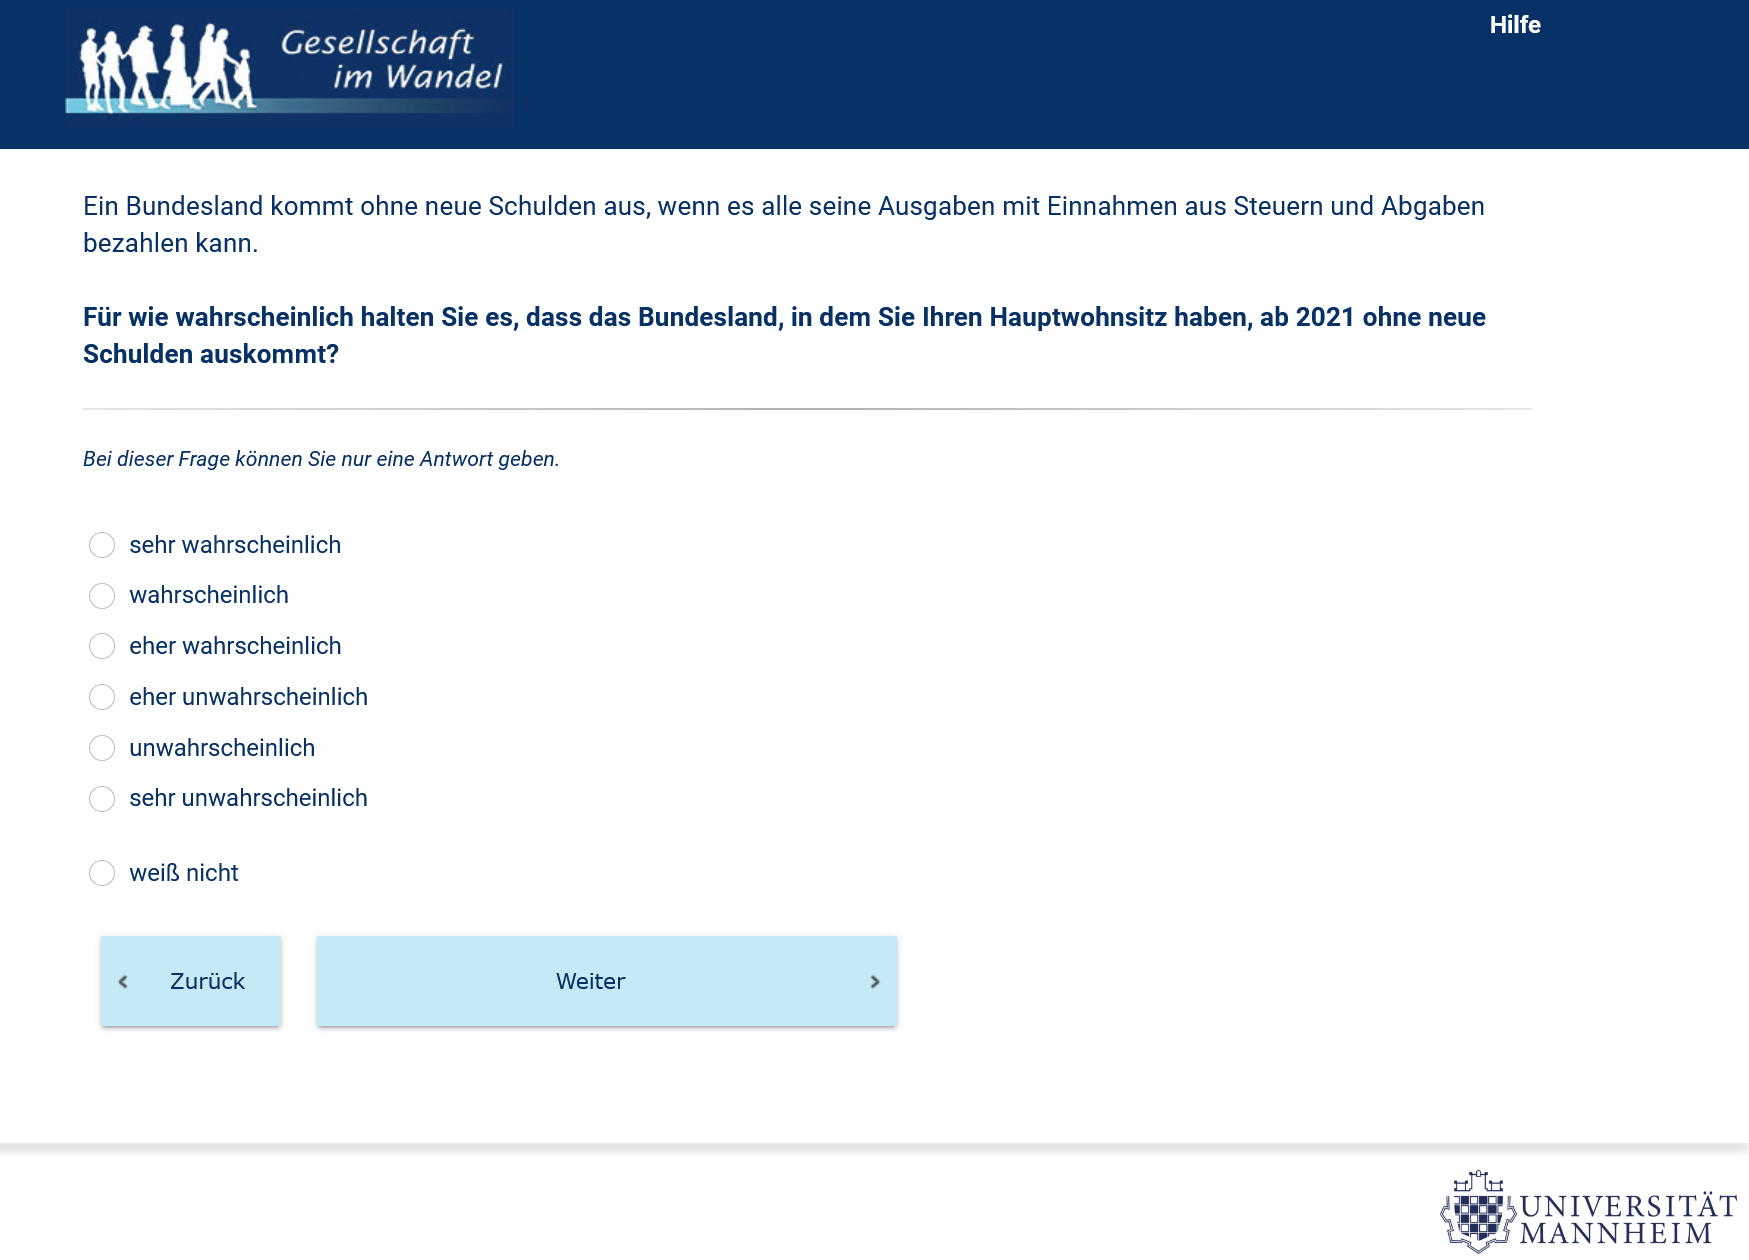 Gesellschaft
im Wandel
Hilfe
Ein Bundesland kommt ohne neue Schulden aus, wenn es alle seine Ausgaben mit Einnahmen aus Steuern und Abgaben
bezahlen kann.
Für wie wahrscheinlich halten Sie es, dass das Bundesland, in dem Sie Ihren Hauptwohnsitz haben, ab 2021 ohne neue
Schulden auskommt?
Bei dieser Frage können Sie nur eine Antwort geben.
sehr wahrscheinlich
wahrscheinlich
eher wahrscheinlich
eher unwahrscheinlich
unwahrscheinlich
sehr unwahrscheinlich
weiß nicht
Zurück
Weiter
UNIVERSITÄT
MANNHEIM